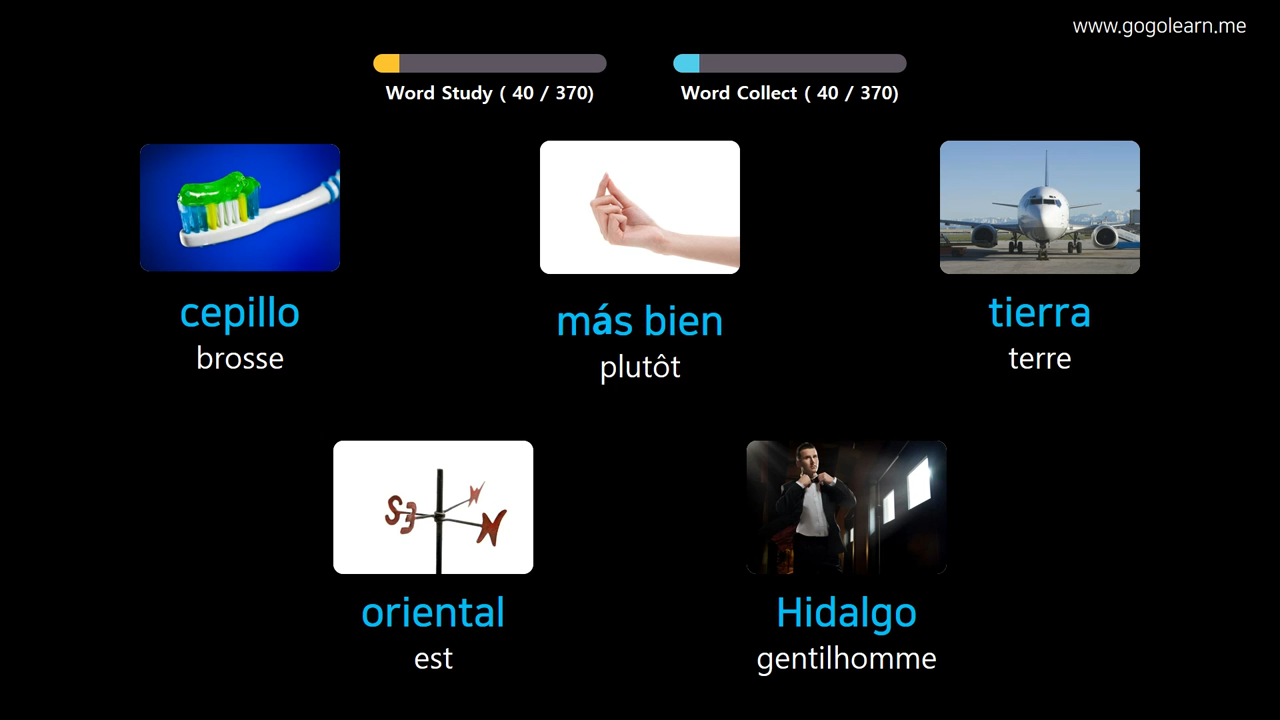 www.gogolearn.me
Word Study ( 40 / 370)
Word Collect ( 40 / 370)
cepillo
brosse
más bien
plutôt
tierra
terre
S E N N
oriental
est
Hidalgo
gentilhomme